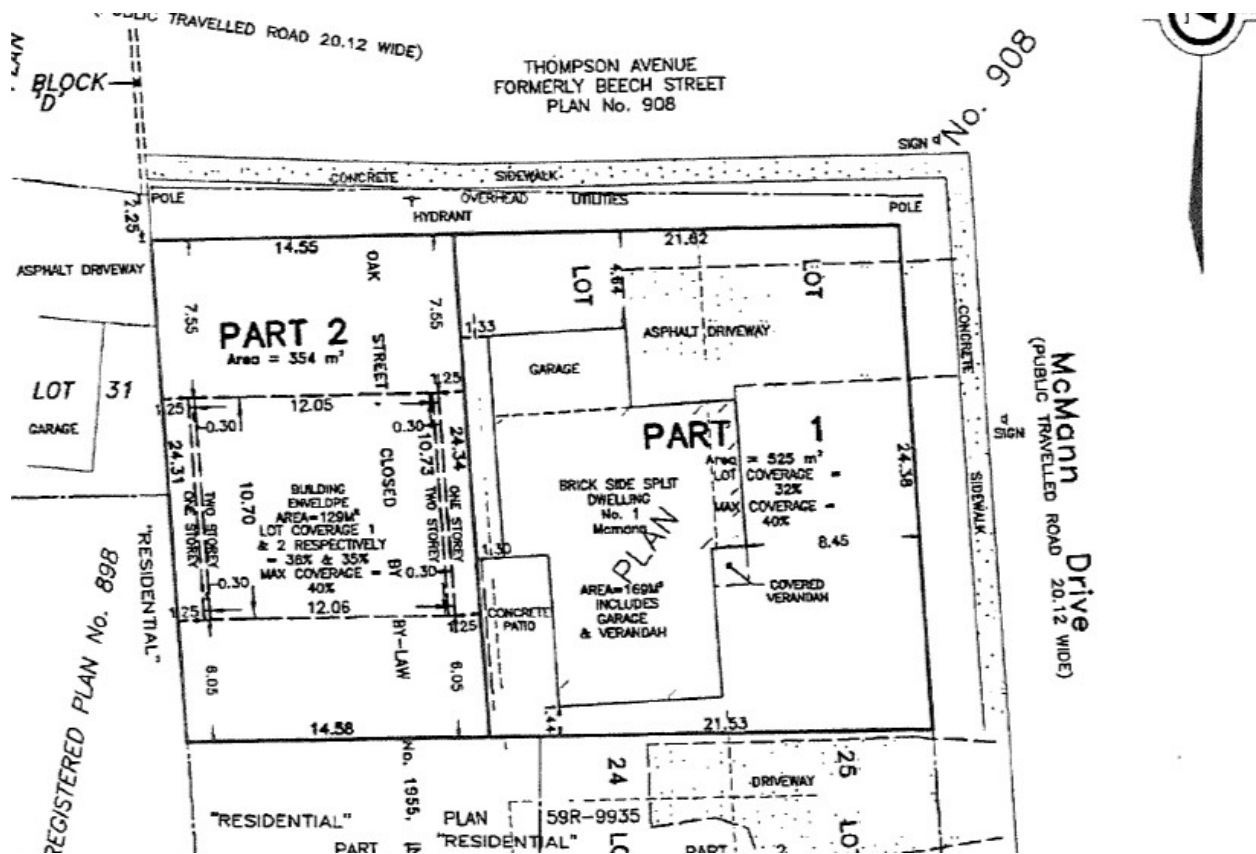 PUBLIC TRAVELLED ROAD 20.12 WIDE)
BLOCK
'D'
THOMPSON AVENUE
FORMERLY BEECH STREET
PLAN No. 908
No. 908
SIGN
CONCRETE SIDEWALK
POLE
OVERHEAD UTILITIES
POLE
HYDRANT
2.25
14.55
21.62
ASPHALT DRIVEWAY
OAK STREET, CLOSED BY BY-LAW
No. 1955,
LOT
4.64
LOT
7.55
7.55
PART 2
Area = 354 m²
1.33
ASPHALT DRIVEWAY
GARAGE
CONCRETE
SIDEWALK
McMann Drive
(PUBLIC TRAVELLED ROAD 20.12 WIDE)
LOT 31
GARAGE
1.25
1.25
12.05
0.30
0.30
24.31
10.73
24.34
PART 1
Area = 525 m²
LOT COVERAGE =
32%
MAX COVERAGE =
40%
SIGN
24.38
ONE STOREY
TWO STOREY
10.70
BUILDING
ENVELOPE
AREA=129M²
LOT COVERAGE 1
& 2 RESPECTIVELY
= 38% & 35%
MAX COVERAGE =
40%
TWO STOREY
ONE STOREY
BRICK SIDE SPLIT
DWELLING
No. 1
Mcmann
PLAN
8.45
1.30
0.30
0.30
1.25
12.06
1.25
CONCRETE
PATIO
AREA=169M²
INCLUDES
GARAGE
& VERANDAH
COVERED
VERANDAH
"RESIDENTIAL"
REGISTERED PLAN No. 898
6.05
6.05
14.58
1.44
21.53
24
25
DRIVEWAY
"RESIDENTIAL"
PLAN 59R-9935
PART
"RESIDENTIAL"
LO
PART 2
LOT